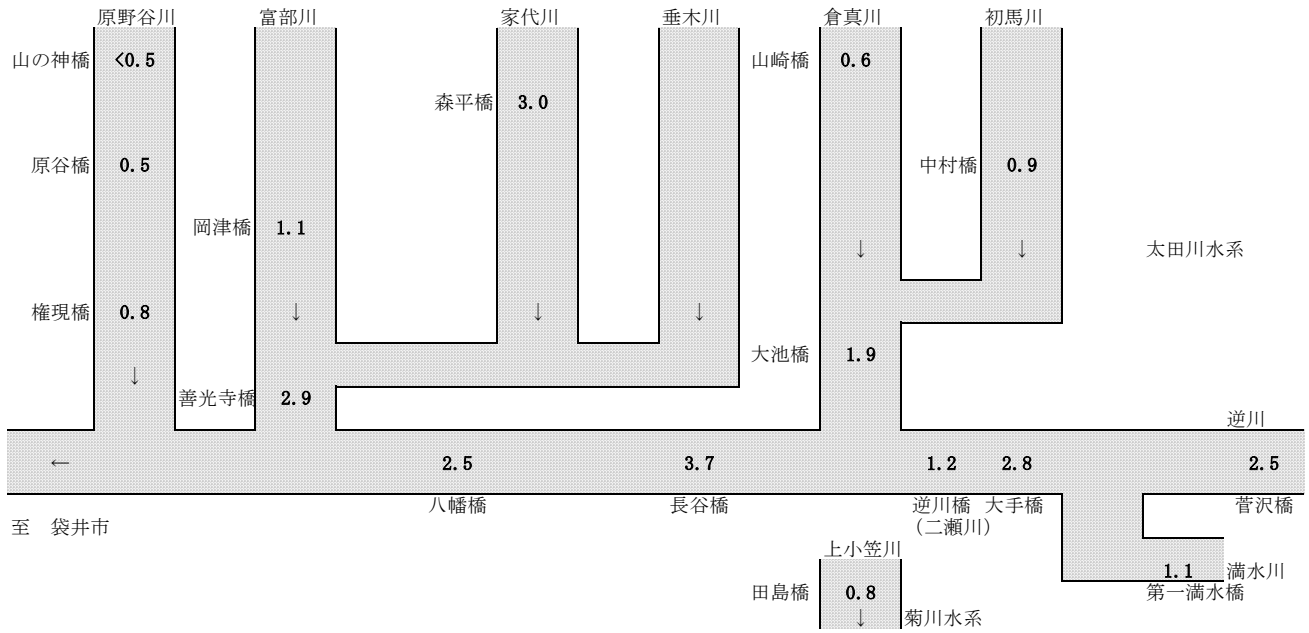 原野谷川 富部川 家代川 垂木川 倉真川 初馬川
山の神橋 <0.5 山崎橋 0.6
森平橋 3.0
原谷橋 0.5 中村橋 0.9
岡津橋 1.1
↓ ↓ 太田川水系
権現橋 0.8 ↓ ↓ ↓
大池橋 1.9
↓
善光寺橋 2.9
逆川
← 2.5 3.7 1.2 2.8 2.5
八幡橋 長谷橋 逆川橋 大手橋 菅沢橋
至 袋井市 (二瀬川)
上小笠川
1.1 満水川
田島橋 0.8 第一満水橋
↓ 菊川水系